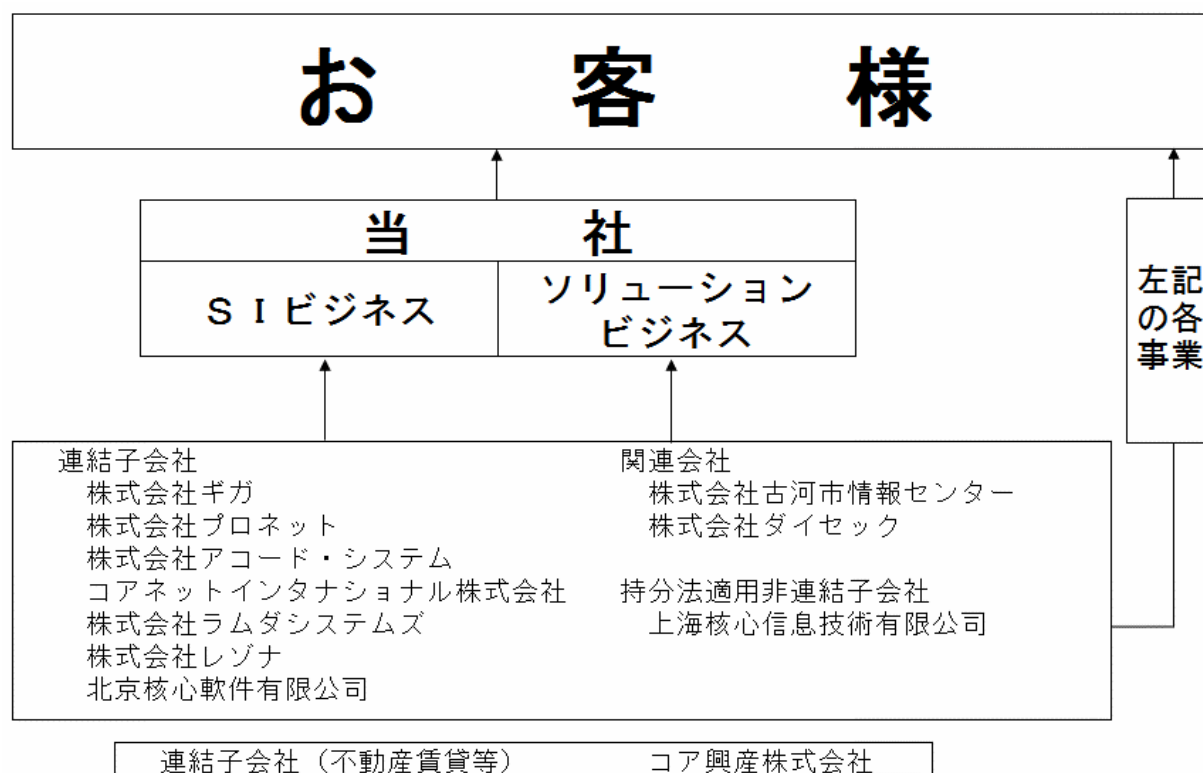 お客様
当社
ＳＩビジネス
ソリューション
ビジネス
左記
の各
事業
連結子会社
株式会社ギガ
株式会社プロネット
株式会社アコード・システム
コアネットインタナショナル株式会社
株式会社ラムダシステムズ
株式会社レゾナ
北京核心軟件有限公司
関連会社
株式会社古河市情報センター
株式会社ダイセック
持分法適用非連結子会社
上海核心信息技術有限公司
連結子会社（不動産賃貸等） コア興産株式会社